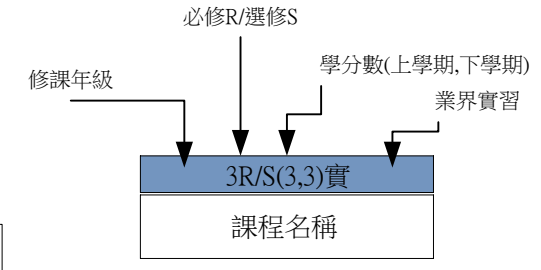 必修R/選修S
學分數(上學期,下學期)
修課年級
業界實習
3R/S(3,3)實
課程名稱